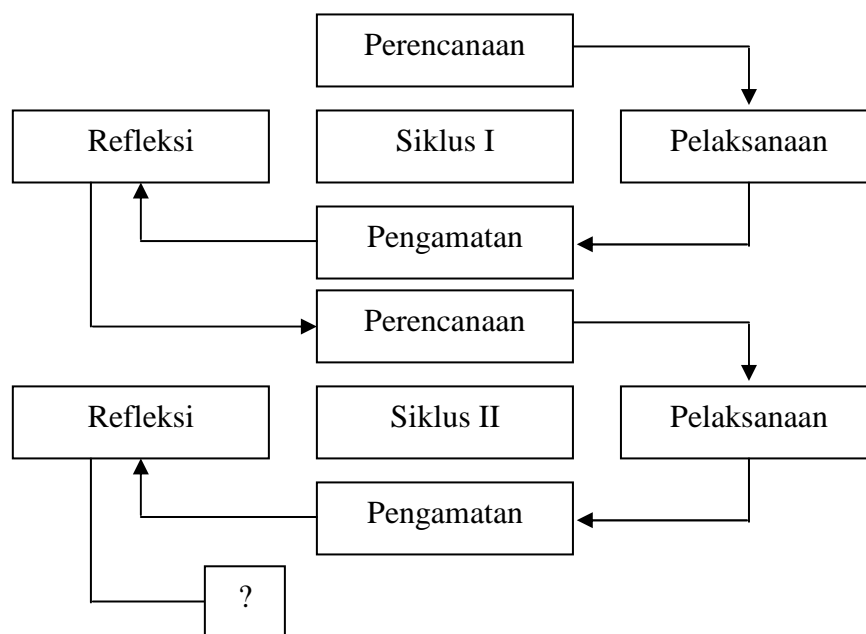 Perencanaan
Refleksi
Siklus I
Pelaksanaan
Pengamatan
Perencanaan
Refleksi
Siklus II
Pelaksanaan
Pengamatan
?